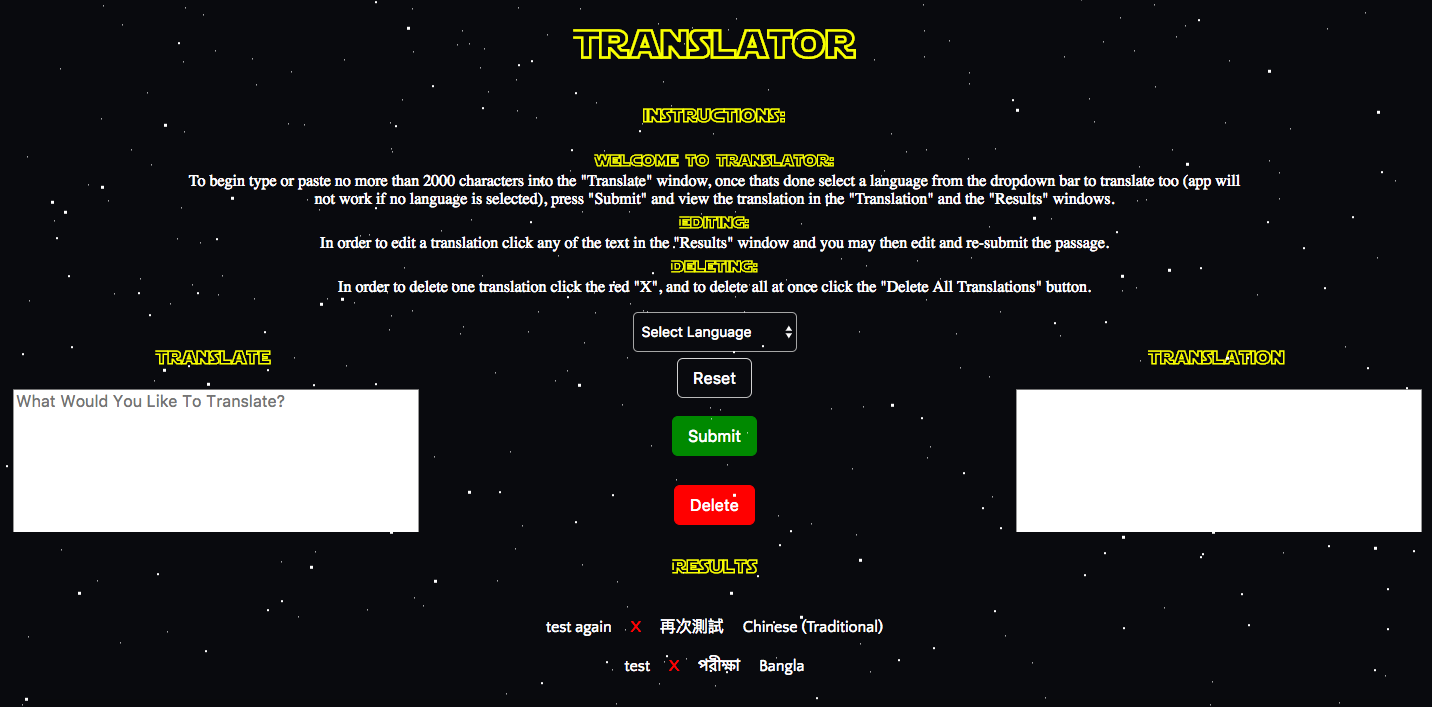 TRANSLATOR
INSTRUCTIONS:
WELCOME TO TRANSLATOR:
To begin type or paste no more than 2000 characters into the "Translate" window, once thats done select a language from the dropdown bar to translate too (app will
not work if no language is selected), press "Submit" and view the translation in the "Translation" and the "Results" windows.
EDITING:
In order to edit a translation click any of the text in the "Results" window and you may then edit and re-submit the passage.
DELETING:
In order to delete one translation click the red "X", and to delete all at once click the "Delete All Translations" button.
Select Language
TRANSLATE
TRANSLATION
Reset
What Would You Like To Translate?
Submit
Delete
RESULTS
test again X 再次測試 Chinese (Traditional)
test X পরীক্ষা Bangla